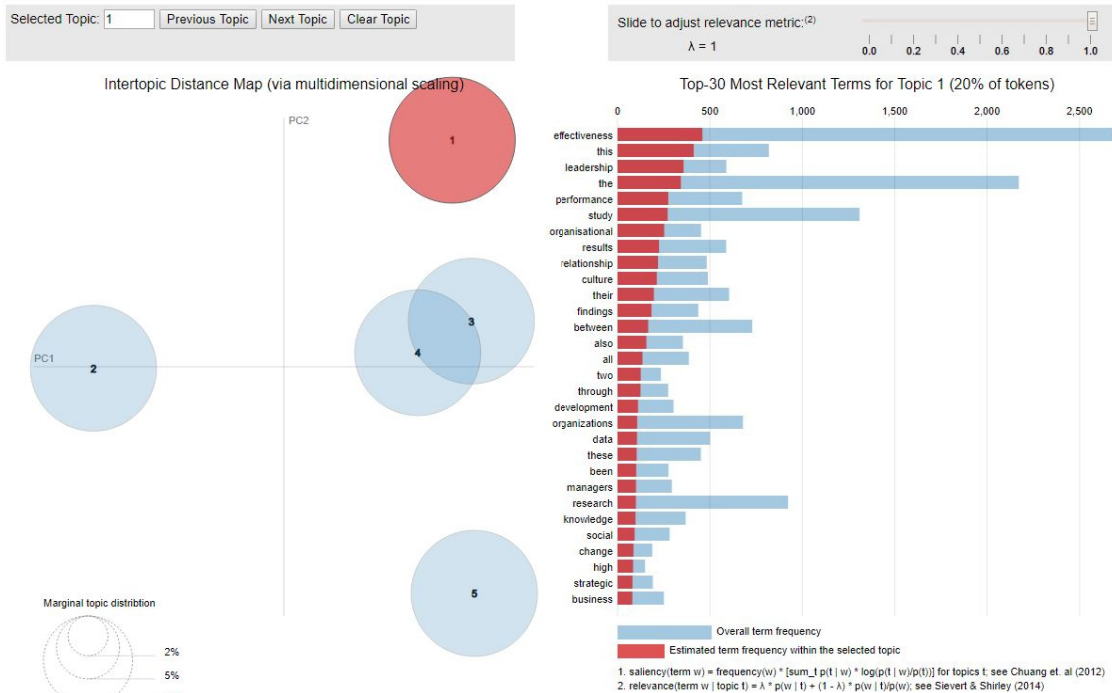 Selected Topic: 1 Previous Topic Next Topic Clear Topic
Slide to adjust relevance metric:(2)
λ = 1
0.0 0.2 0.4 0.6 0.8 1.0
Intertopic Distance Map (via multidimensional scaling)
PC2
PC1
1
2
3
4
5
Marginal topic distribtion
2%
5%
Top-30 Most Relevant Terms for Topic 1 (20% of tokens)
0 500 1,000 1,500 2,000 2,500
effectiveness
this
leadership
the
performance
study
organisational
results
relationship
culture
their
findings
between
also
all
two
through
development
organizations
data
these
been
managers
research
knowledge
social
change
high
strategic
business
Overall term frequency
Estimated term frequency within the selected topic
1. saliency(term w) = frequency(w) * [sum_t p(t | w) * log(p(t | w)/p(t))] for topics t; see Chuang et. al (2012)
2. relevance(term w | topic t) = λ * p(w | t) + (1 - λ) * p(w | t)/p(w); see Sievert & Shirley (2014)